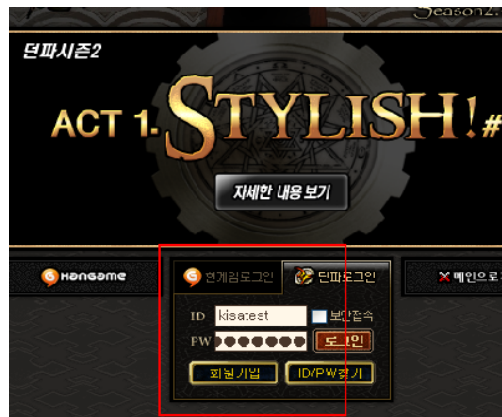 Season2.
던파시즌2
ACT 1. STYLISH! #
자세한 내용 보기
HANGAME
한게임로그인 던파로그인
메인으로
ID kisatest 보안접속
PW ●●●●●●● 로그인
회원가입 ID/PW찾기